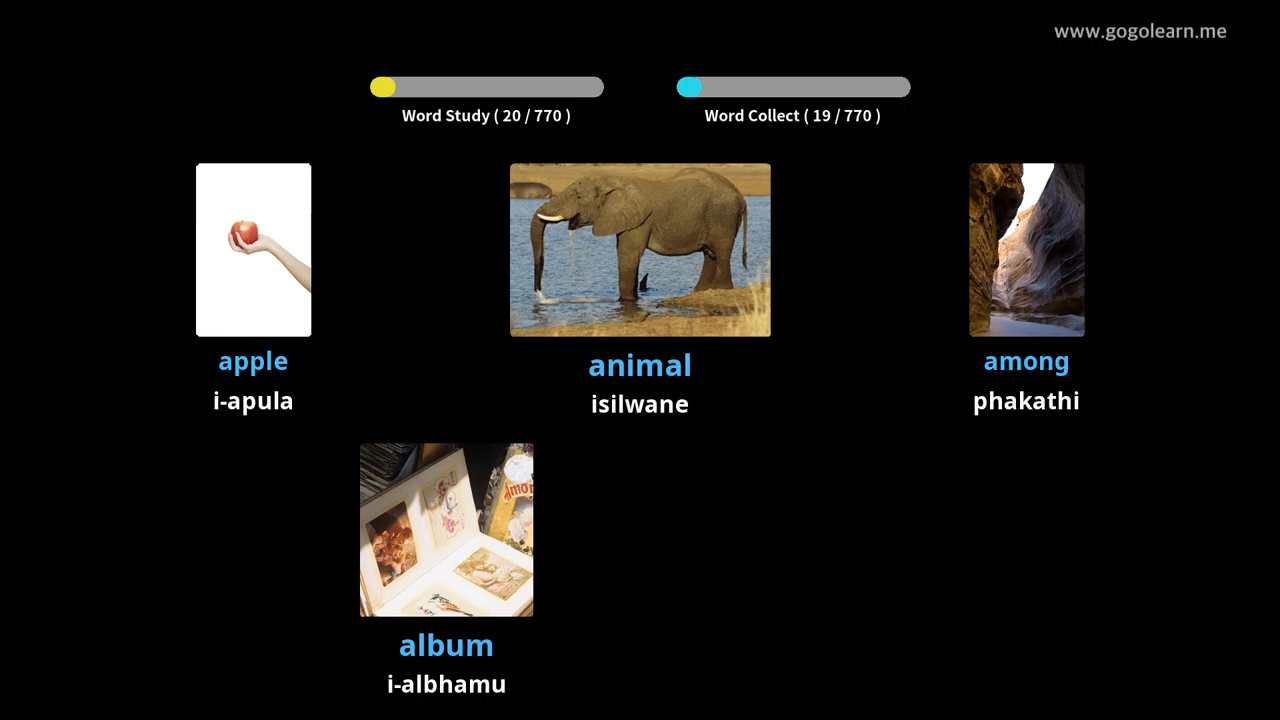 www.gogolearn.me
Word Study ( 20 / 770 )
Word Collect ( 19 / 770 )
apple
i-apula
animal
isilwane
among
phakathi
album
i-albhamu